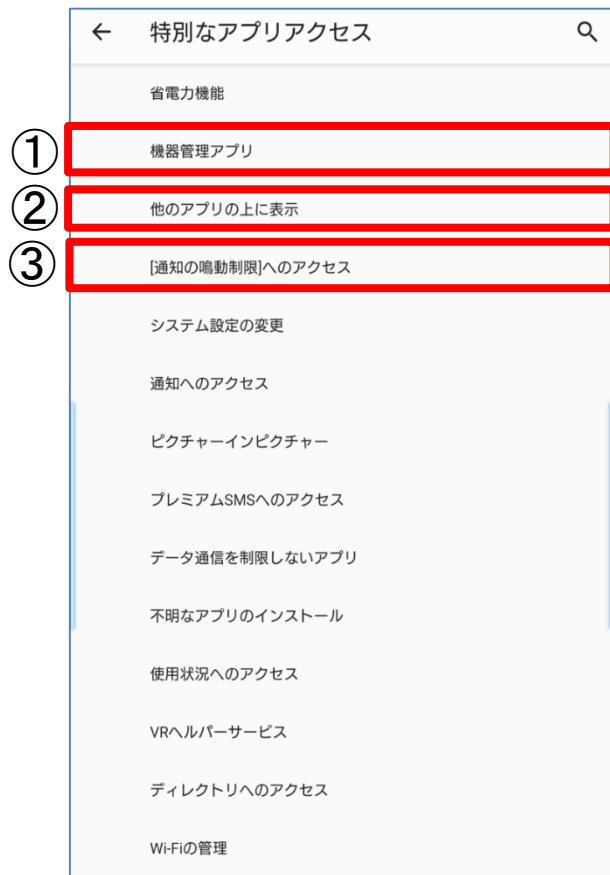 特別なアプリアクセス
省電力機能
① 機器管理アプリ
② 他のアプリの上に表示
③ [通知の鳴動制限]へのアクセス
システム設定の変更
通知へのアクセス
ピクチャーインピクチャー
プレミアムSMSへのアクセス
データ通信を制限しないアプリ
不明なアプリのインストール
使用状況へのアクセス
VRヘルパーサービス
ディレクトリへのアクセス
Wi-Fiの管理